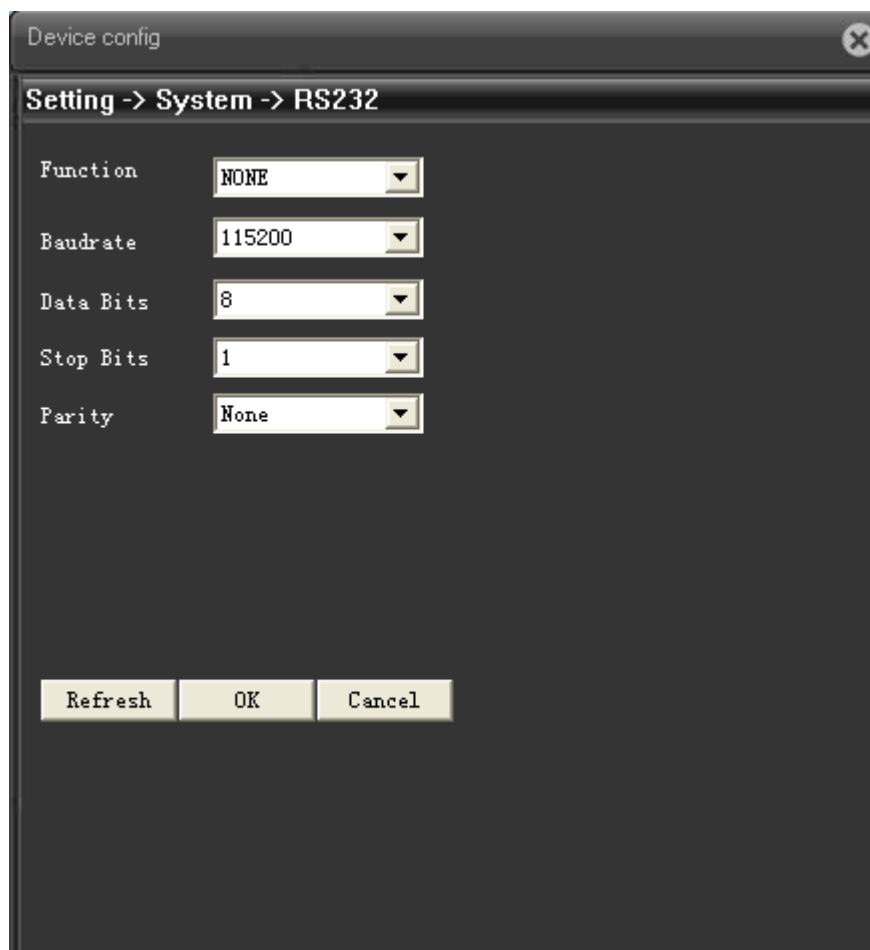 Device config
Setting -> System -> RS232
Function NONE
Baudrate 115200
Data Bits 8
Stop Bits 1
Parity None
Refresh OK Cancel